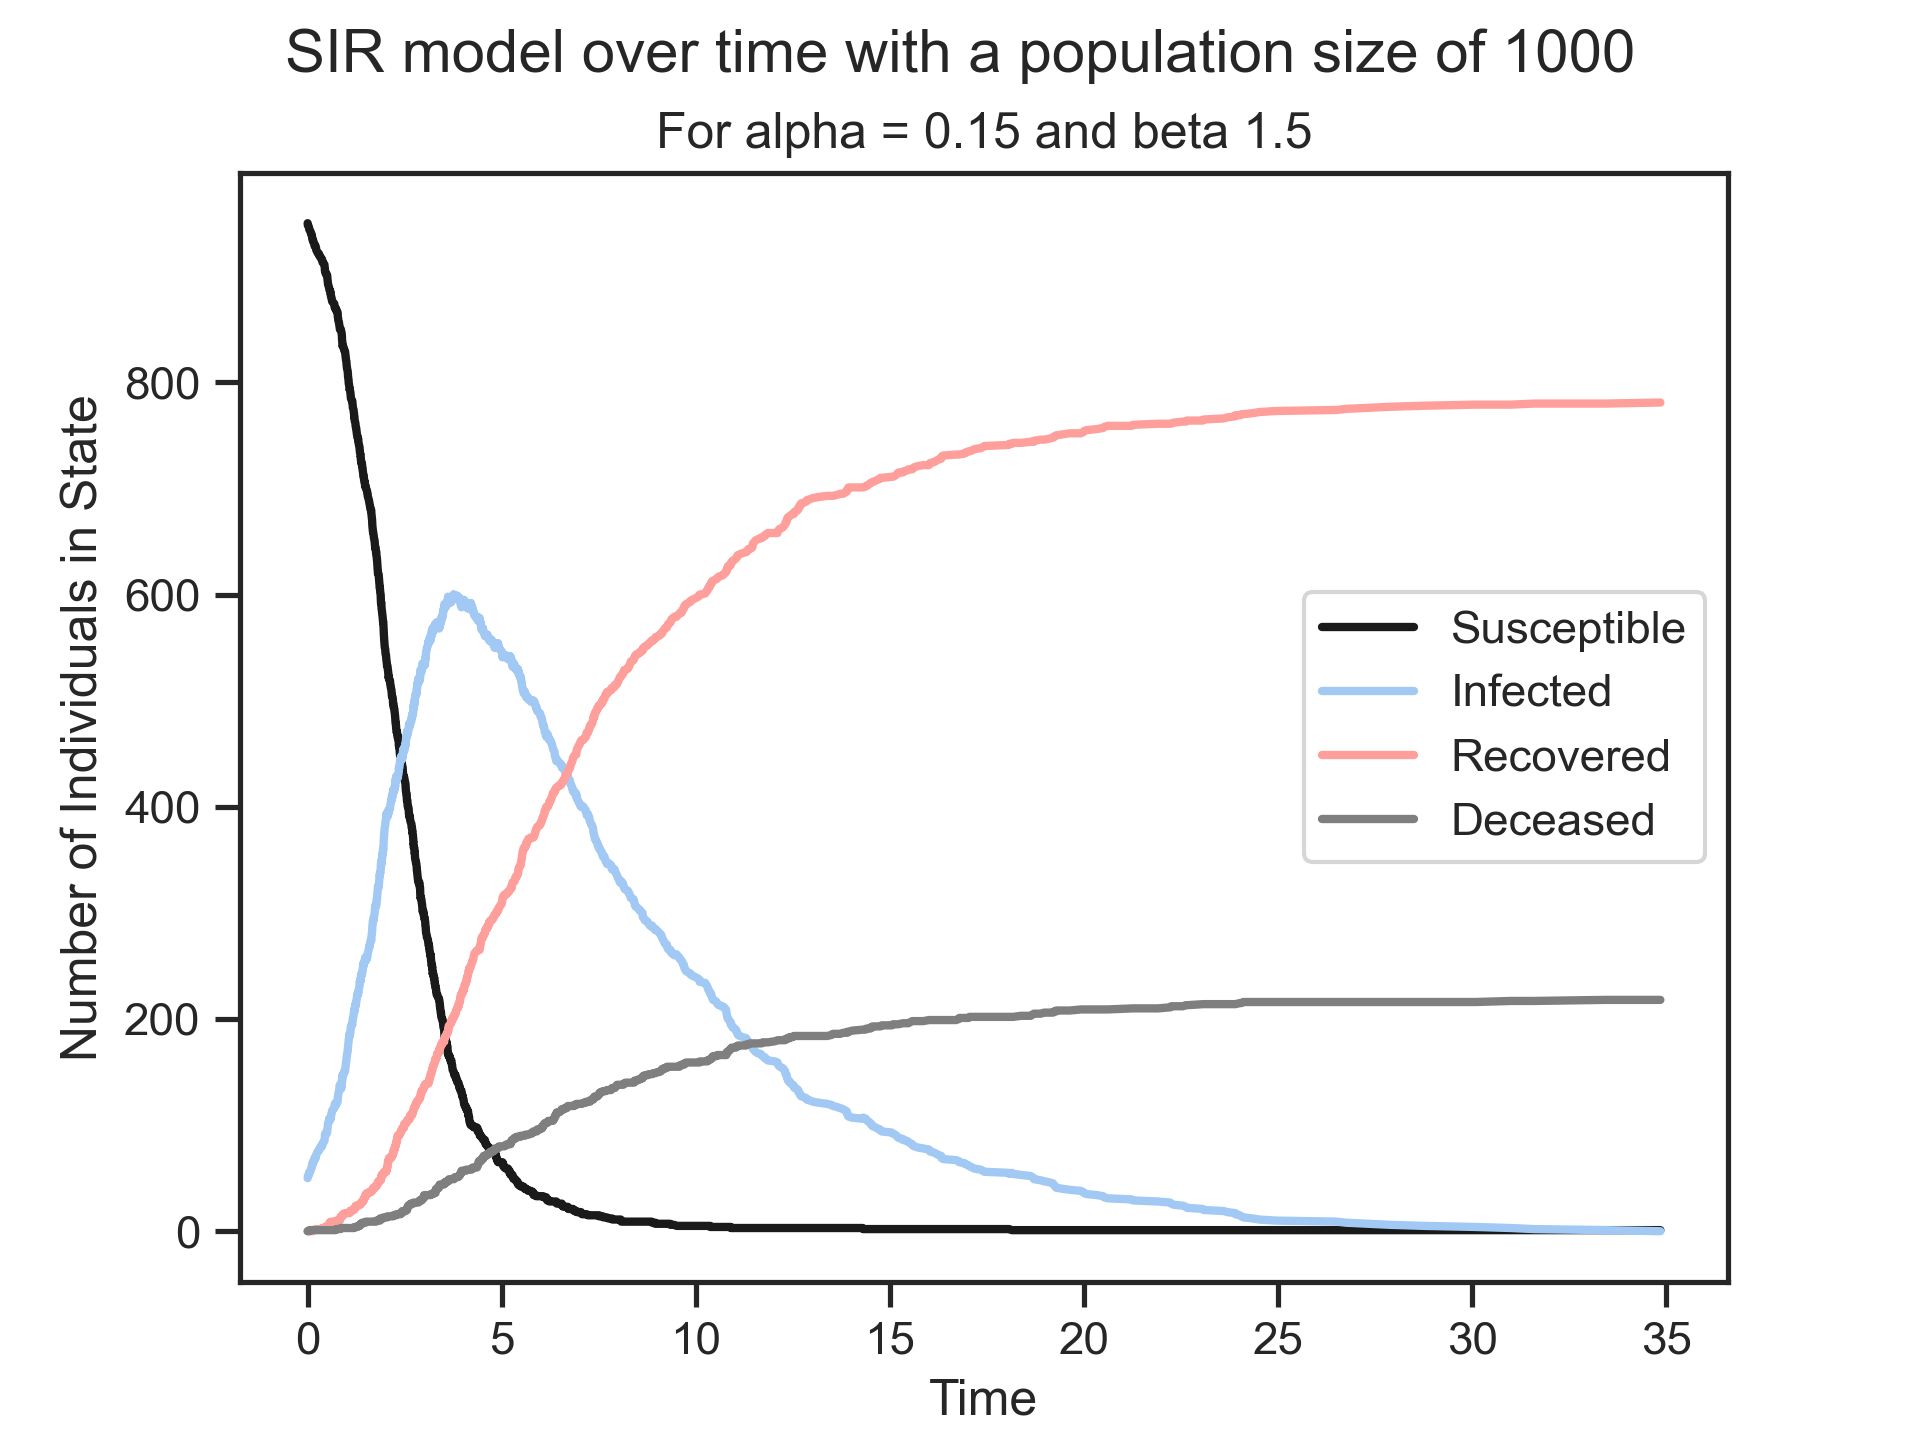 SIR model over time with a population size of 1000
For alpha = 0.15 and beta 1.5
Number of Individuals in State
800
600
400
200
0
Susceptible
Infected
Recovered
Deceased
0 5 10 15 20 25 30 35
Time